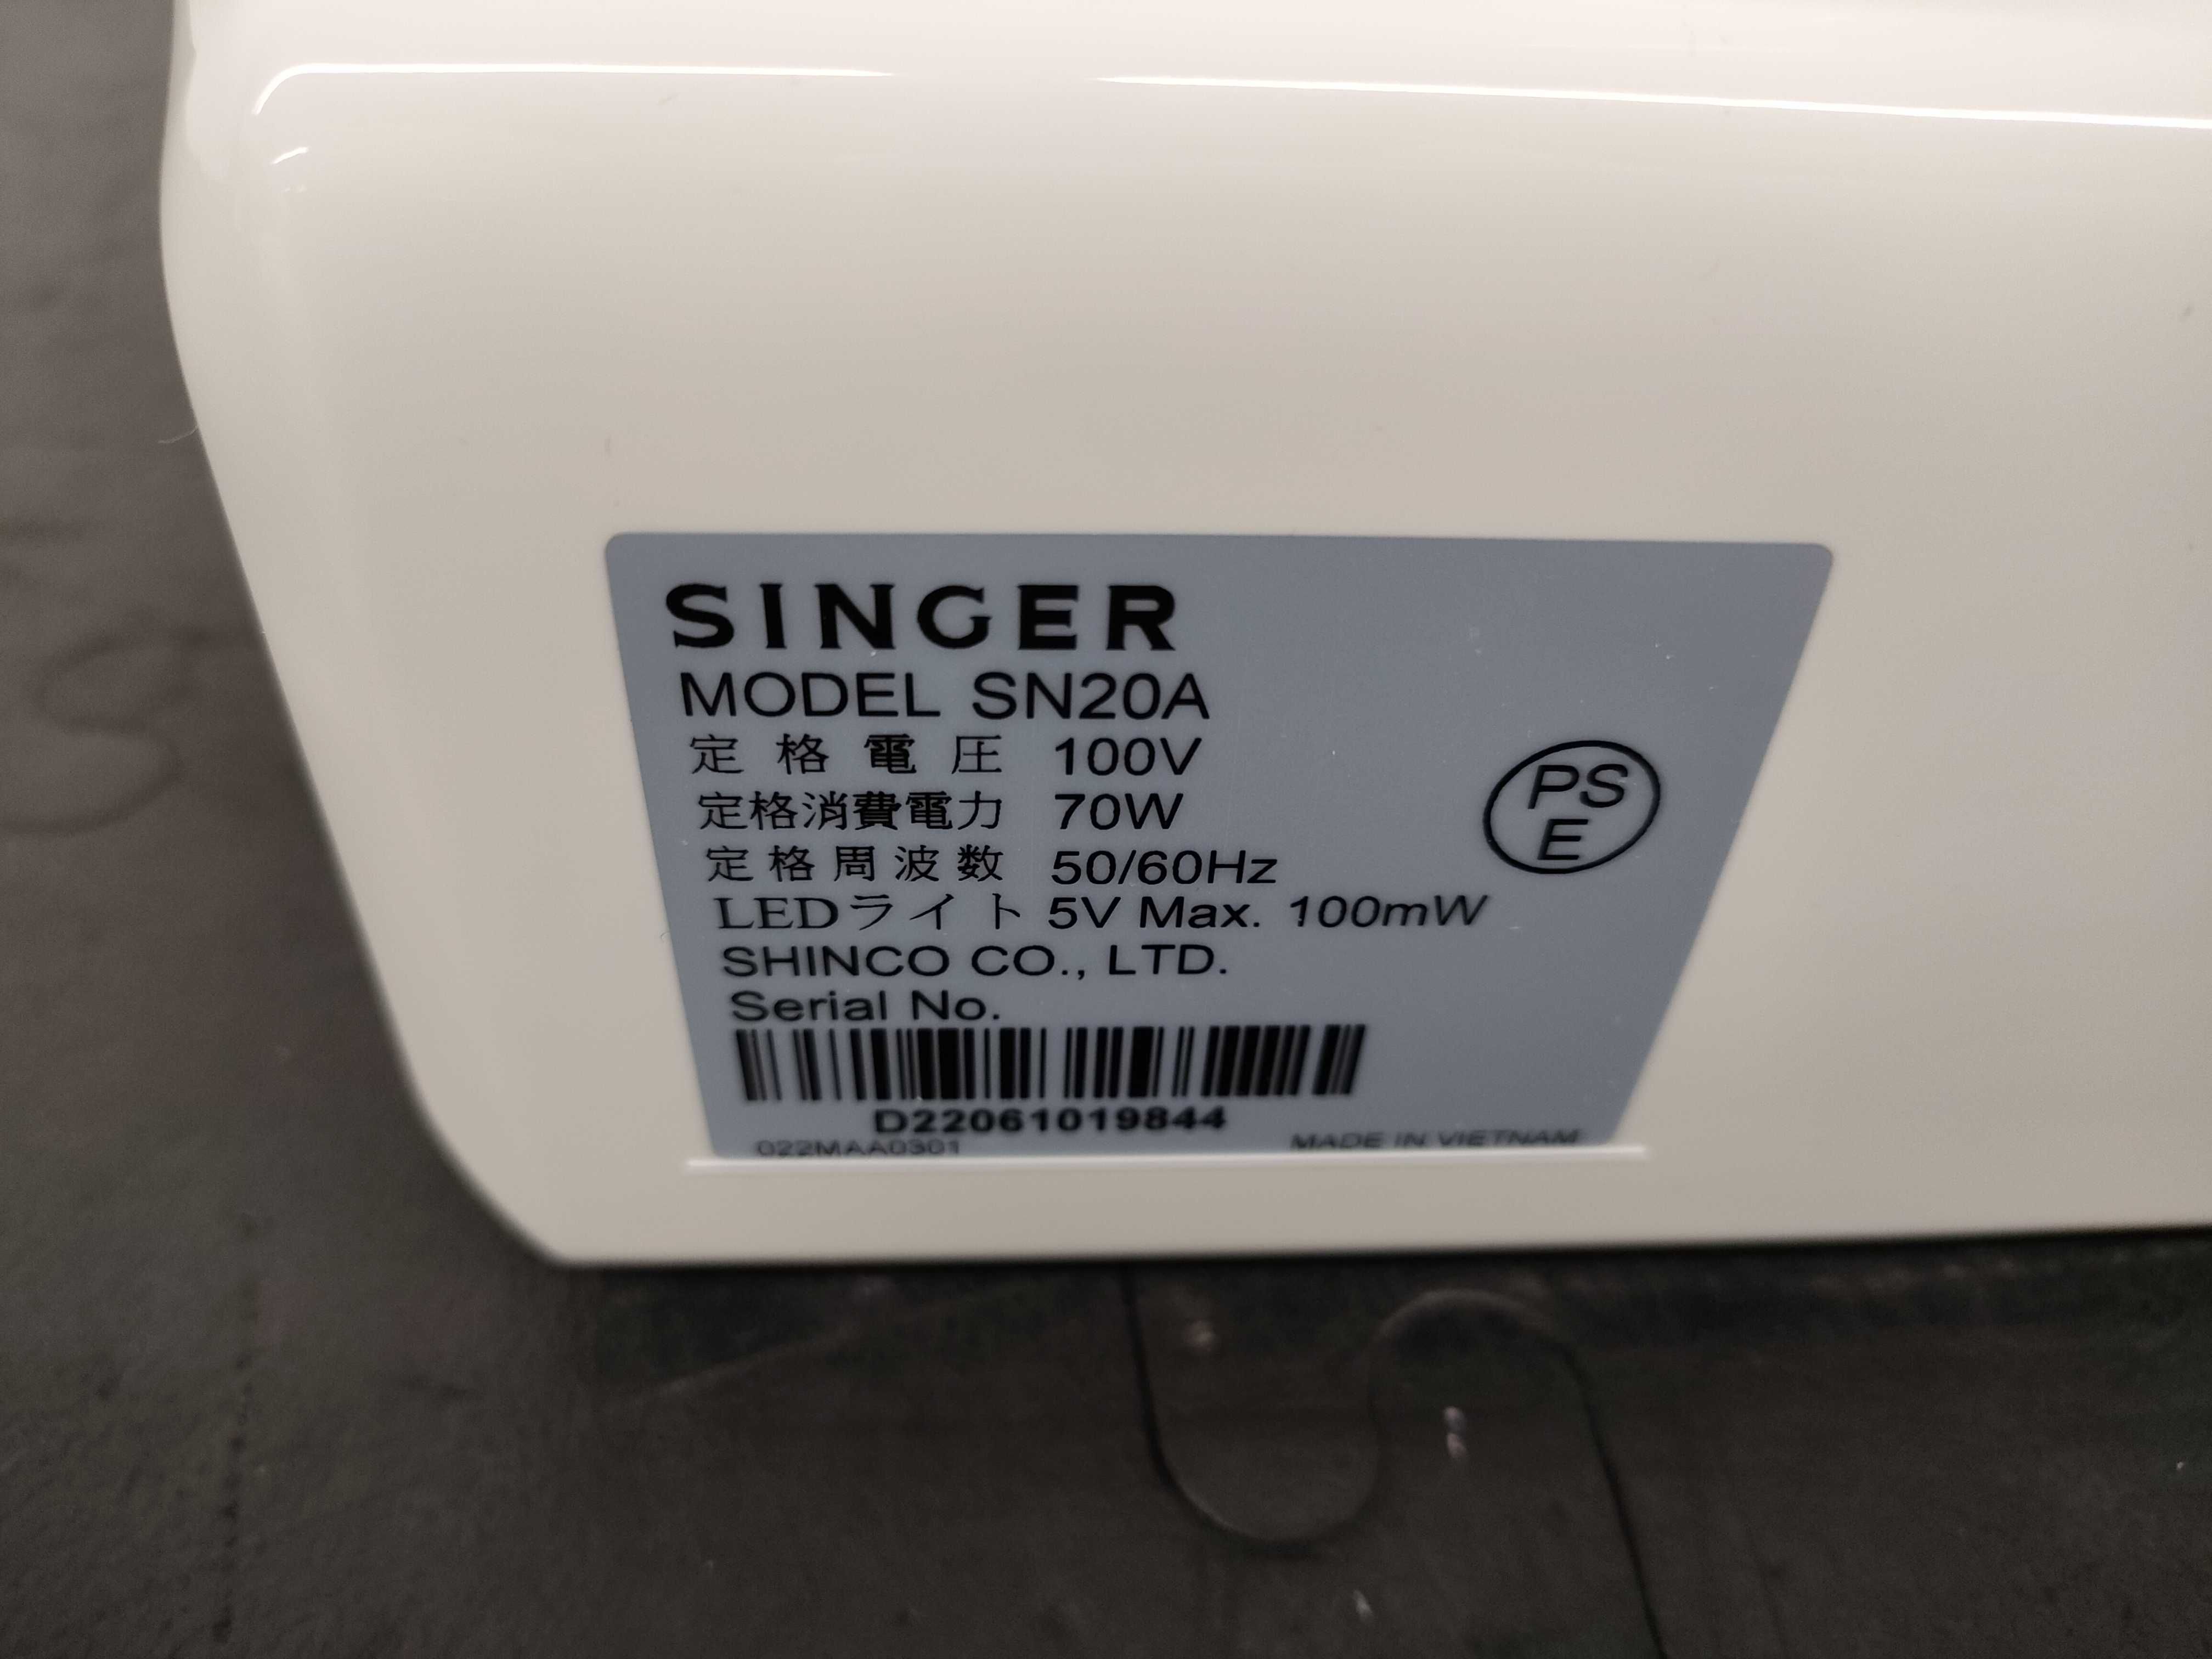 SINGER
MODEL SN20A
定格電圧 100V
定格消費電力 70W
定格周波数 50/60Hz
LEDライト 5V Max. 100mW
SHINCO CO., LTD.
Serial No.
D22061019844
022MAA0301
MADE IN VIETNAM
PS
E